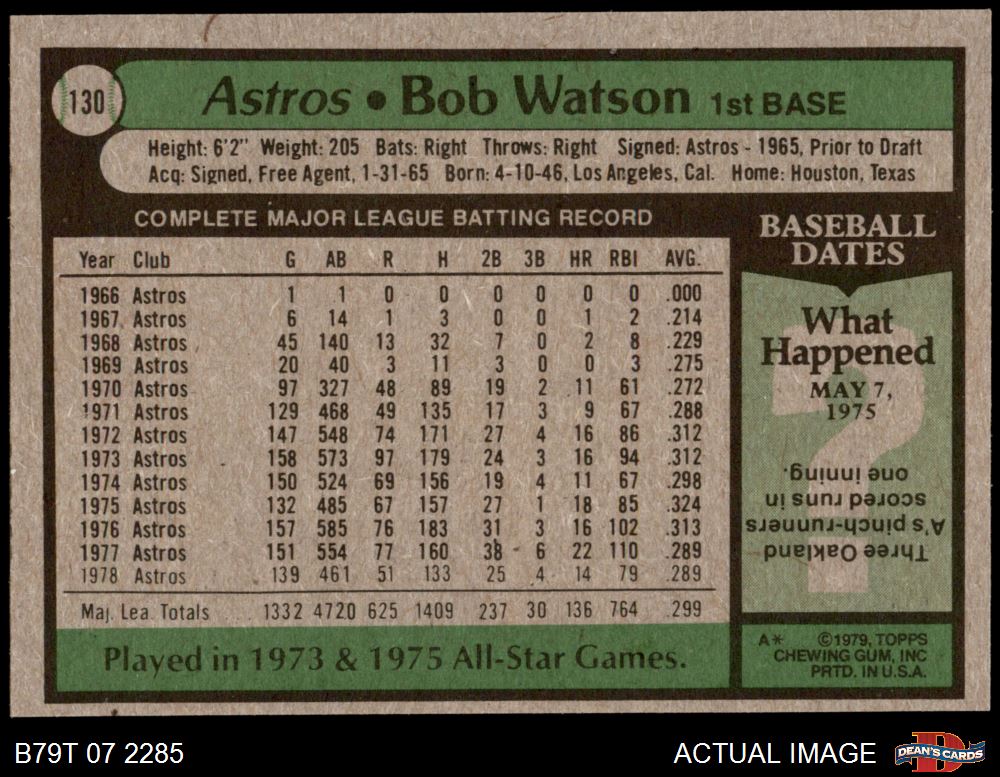 130
Astros • Bob Watson 1st BASE
Height: 6'2" Weight: 205 Bats: Right Throws: Right Signed: Astros - 1965, Prior to Draft
Acq: Signed, Free Agent, 1-31-65 Born: 4-10-46, Los Angeles, Cal. Home: Houston, Texas
COMPLETE MAJOR LEAGUE BATTING RECORD
Year Club G AB R H 2B 3B HR RBI AVG.
1966 Astros 1 1 0 0 0 0 0 0 .000
1967 Astros 6 14 1 3 0 0 1 2 .214
1968 Astros 45 140 13 32 7 0 2 8 .229
1969 Astros 20 40 3 11 3 0 0 3 .275
1970 Astros 97 327 48 89 19 2 11 61 .272
1971 Astros 129 468 49 135 17 3 9 67 .288
1972 Astros 147 548 74 171 27 4 16 86 .312
1973 Astros 158 573 97 179 24 3 16 94 .312
1974 Astros 150 524 69 156 19 4 11 67 .298
1975 Astros 132 485 67 157 27 1 18 85 .324
1976 Astros 157 585 76 183 31 3 16 102 .313
1977 Astros 151 554 77 160 38 6 22 110 .289
1978 Astros 139 461 51 133 25 4 14 79 .289
Maj. Lea. Totals 1332 4720 625 1409 237 30 136 764 .299
Played in 1973 & 1975 All-Star Games.
BASEBALL
DATES
What
Happened
MAY 7,
1975
Three Oakland
A's pinch-runners
scored runs in
one inning.
A* ©1979, TOPPS
CHEWING GUM, INC
PRTD. IN U.S.A.
B79T 07 2285
ACTUAL IMAGE
DEAN'S CARDS